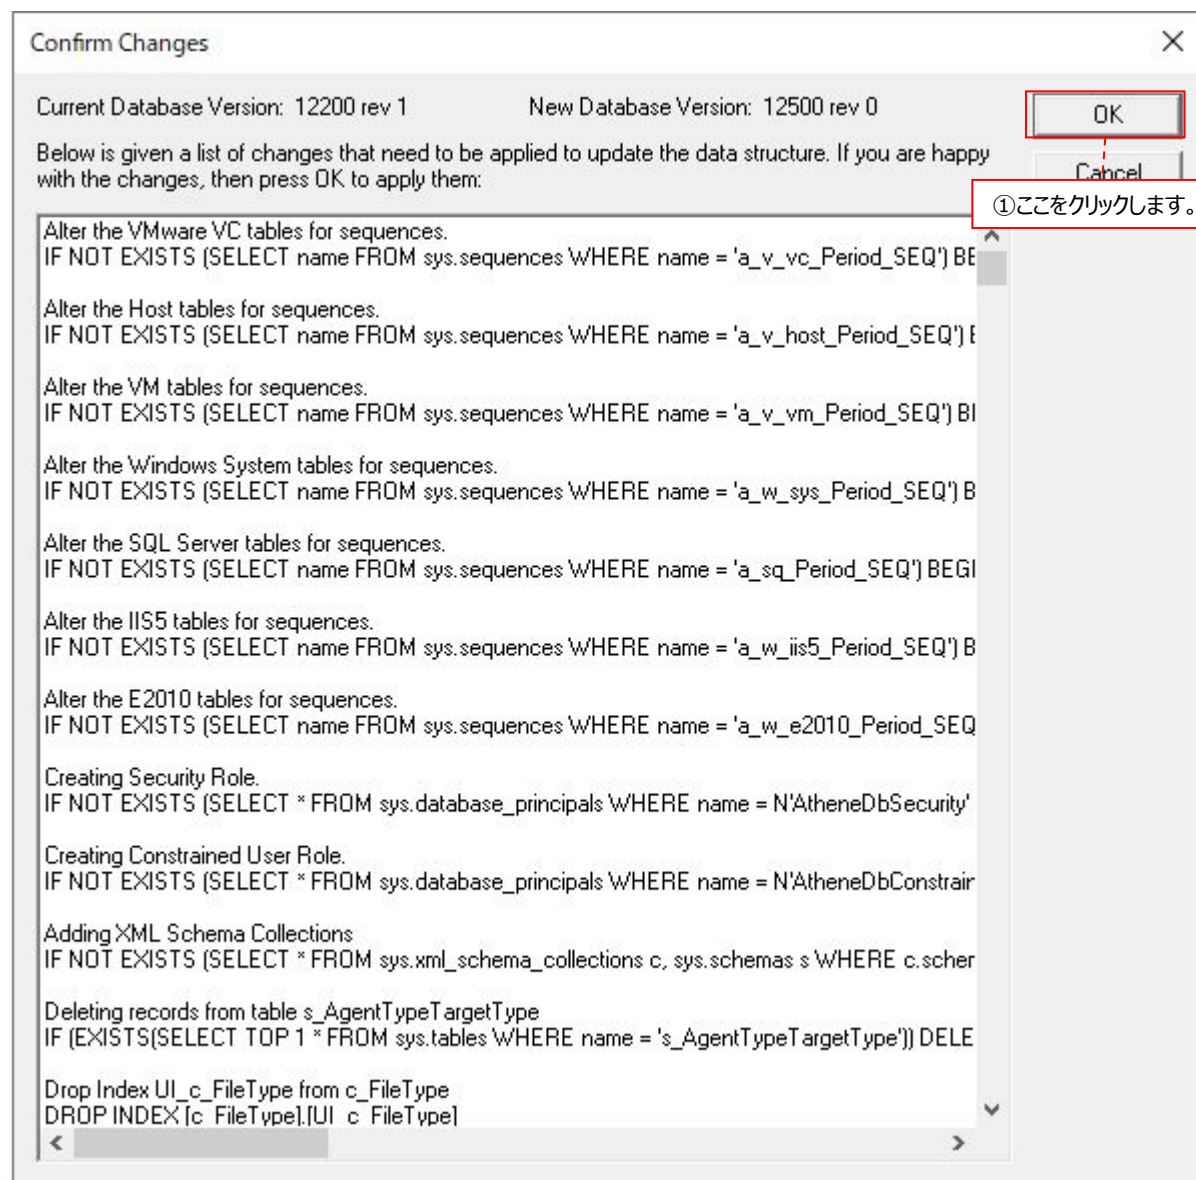 Confirm Changes
Current Database Version: 12200 rev 1 New Database Version: 12500 rev 0
OK
Below is given a list of changes that need to be applied to update the data structure. If you are happy
with the changes, then press OK to apply them:
Cancel
①ここをクリックします。
Alter the VMware VC tables for sequences.
IF NOT EXISTS (SELECT name FROM sys.sequences WHERE name = 'a_v_vc_Period_SEQ') BE
Alter the Host tables for sequences.
IF NOT EXISTS (SELECT name FROM sys.sequences WHERE name = 'a_v_host_Period_SEQ') E
Alter the VM tables for sequences.
IF NOT EXISTS (SELECT name FROM sys.sequences WHERE name = 'a_v_vm_Period_SEQ') BI
Alter the Windows System tables for sequences.
IF NOT EXISTS (SELECT name FROM sys.sequences WHERE name = 'a_w_sys_Period_SEQ') B
Alter the SQL Server tables for sequences.
IF NOT EXISTS (SELECT name FROM sys.sequences WHERE name = 'a_sq_Period_SEQ') BEGI
Alter the IIS5 tables for sequences.
IF NOT EXISTS (SELECT name FROM sys.sequences WHERE name = 'a_w_iis5_Period_SEQ') B
Alter the E2010 tables for sequences.
IF NOT EXISTS (SELECT name FROM sys.sequences WHERE name = 'a_w_e2010_Period_SEQ
Creating Security Role.
IF NOT EXISTS (SELECT * FROM sys.database_principals WHERE name = N'AtheneDbSecurity'
Creating Constrained User Role.
IF NOT EXISTS (SELECT * FROM sys.database_principals WHERE name = N'AtheneDbConstrair
Adding XML Schema Collections
IF NOT EXISTS (SELECT * FROM sys.xml_schema_collections c, sys.schemas s WHERE c.scher
Deleting records from table s_AgentTypeTargetType
IF (EXISTS(SELECT TOP 1 * FROM sys.tables WHERE name = 's_AgentTypeTargetType')) DELE
Drop Index UI_c_FileType from c_FileType
DROP INDEX [c_FileType].[UI_c_FileType]